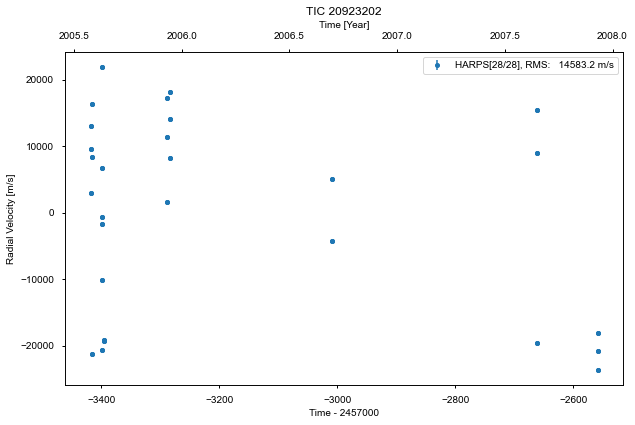 TIC 20923202
Time [Year]
2005.5 2006.0 2006.5 2007.0 2007.5 2008.0
HARPS[28/28], RMS: 14583.2 m/s
20000
10000
0
−10000
−20000
Radial Velocity [m/s]
−3400 −3200 −3000 −2800 −2600
Time - 2457000